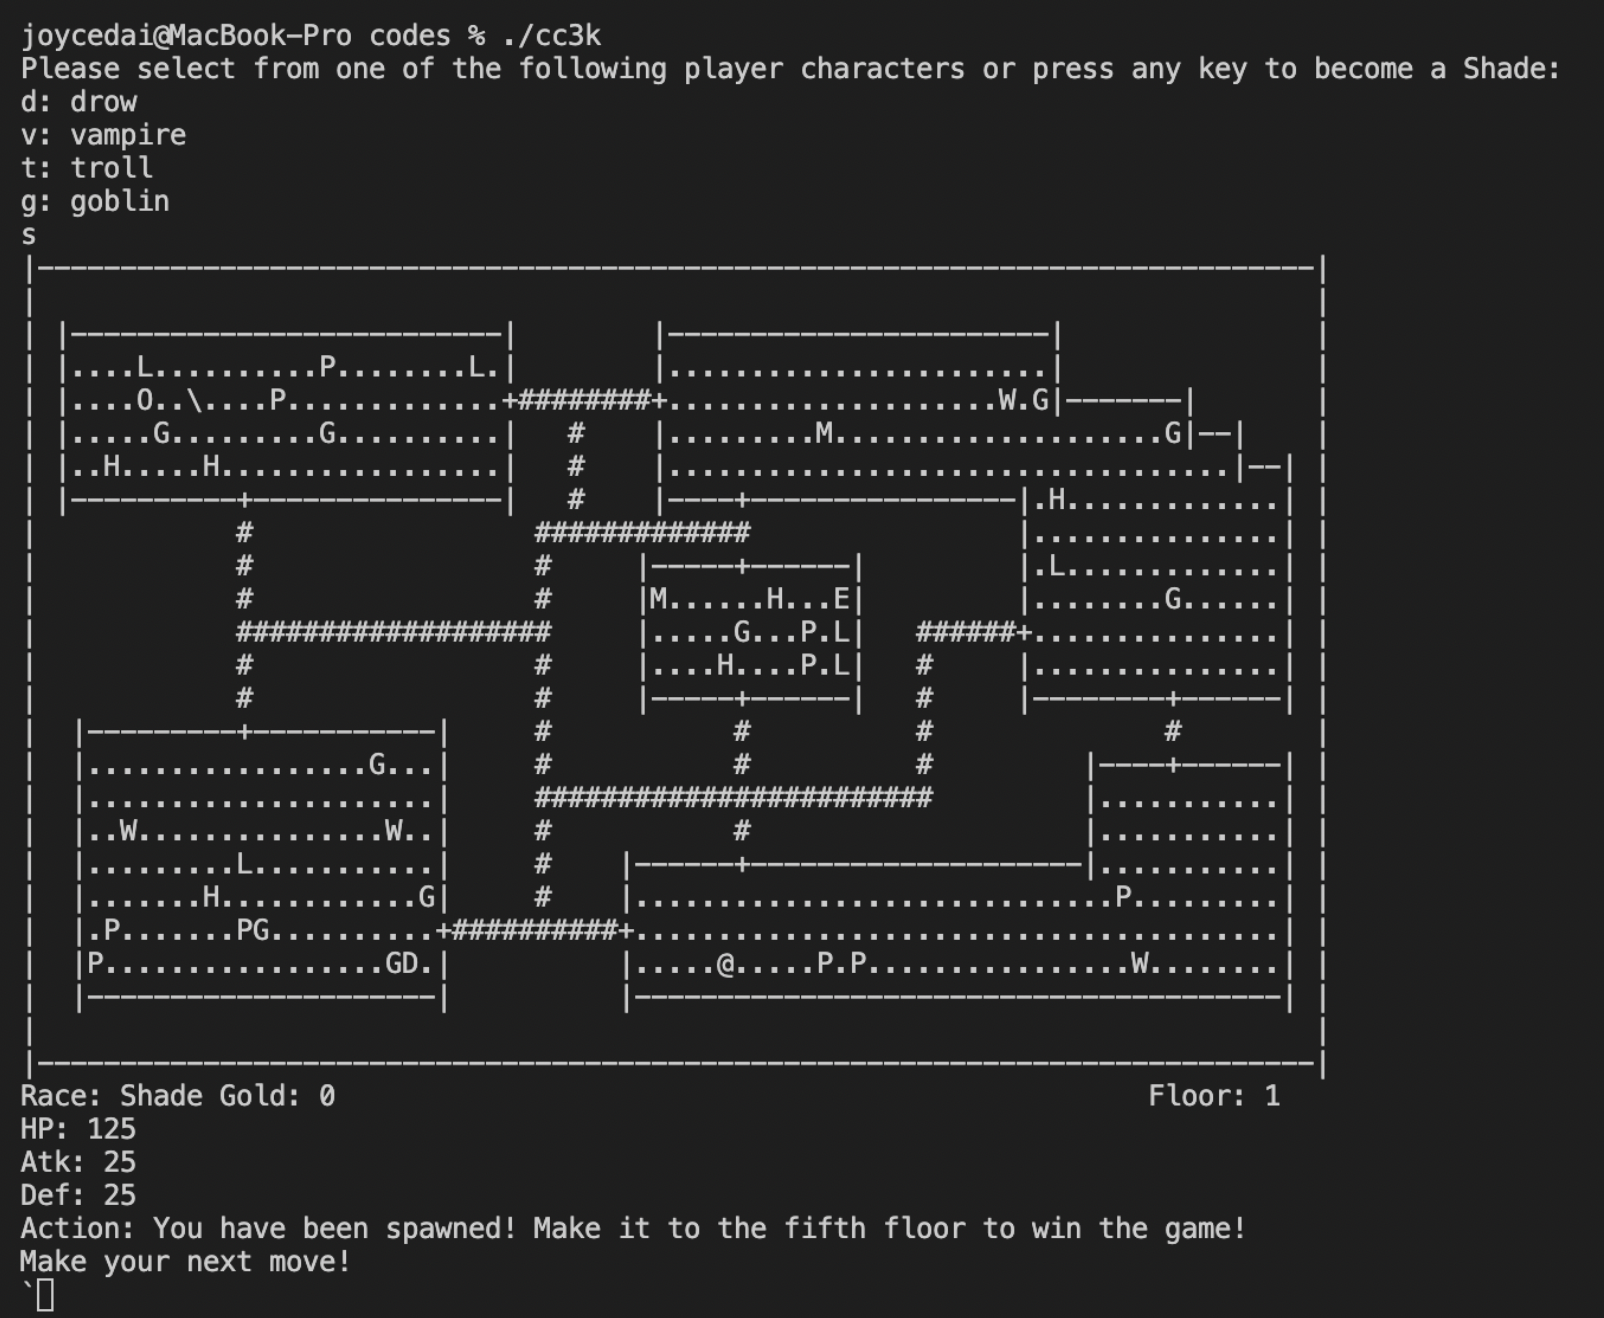 joycedai@MacBook-Pro codes % ./cc3k
Please select from one of the following player characters or press any key to become a Shade:
d: drow
v: vampire
t: troll
g: goblin
s
|-----------------------------------------------------------------------------|
|                                                                             |
| |--------------------------|        |-----------------------|               |
| |....L..........P........L.|        |.......................|               |
| |....O..\....P.............+########+....................W.G|-------|       |
| |.....G.........G..........|   #    |.........M....................G|--|    |
| |..H.....H.................|   #    |..................................|--| |
| |----------+---------------|   #    |----+----------------|.H.............| |
|            #                 #############                |...............| |
|            #                 #     |-----+------|         |.L.............| |
|            #                 #     |M......H...E|         |........G......| |
|            ###################     |.....G...P.L|   ######+...............| |
|            #                 #     |....H....P.L|   #     |...............| |
|            #                 #     |-----+------|   #     |--------+------| |
|  |---------+-----------|     #           #          #              #        |
|  |.................G...|     #           #          #         |----+------| |
|  |.....................|     ########################         |...........| |
|  |..W...............W..|     #           #                    |...........| |
|  |.........L...........|     #    |------+--------------------|...........| |
|  |.......H............G|     #    |.............................P.........| |
|  |.P.......PG..........+##########+.......................................| |
|  |P.................GD.|          |.....@.....P.P................W........| |
|  |---------------------|          |---------------------------------------| |
|                                                                             |
|-----------------------------------------------------------------------------|
Race: Shade Gold: 0                                                 Floor: 1
HP: 125
Atk: 25
Def: 25
Action: You have been spawned! Make it to the fifth floor to win the game!
Make your next move!
`